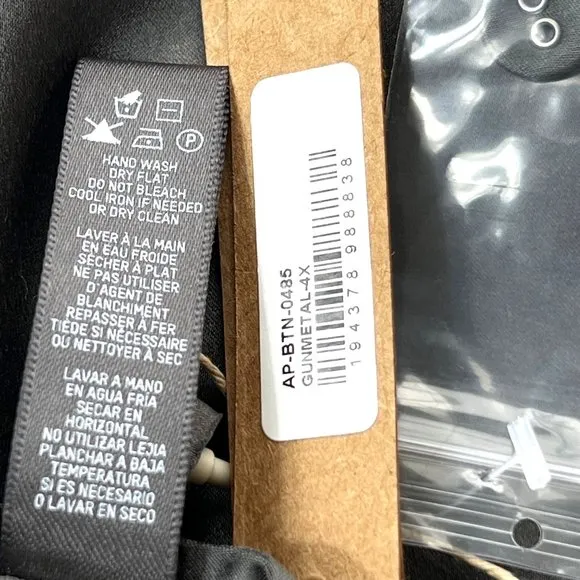 P
HAND WASH
DRY FLAT
DO NOT BLEACH
COOL IRON IF NEEDED
OR DRY CLEAN
LAVER À LA MAIN
EN EAU FROIDE
SÉCHER À PLAT
NE PAS UTILISER
D'AGENT DE
BLANCHIMENT
REPASSER À FER
TIÈDE SI NÉCESSAIRE
OU NETTOYER À SEC
LAVAR A MANO
EN AGUA FRÍA
SECAR EN
HORIZONTAL
NO UTILIZAR LEJIA
PLANCHAR A BAJA
TEMPERATURA
SI ES NECESARIO
O LAVAR EN SECO
AP-BTN-0485
GUNMETAL-4X
194378988838